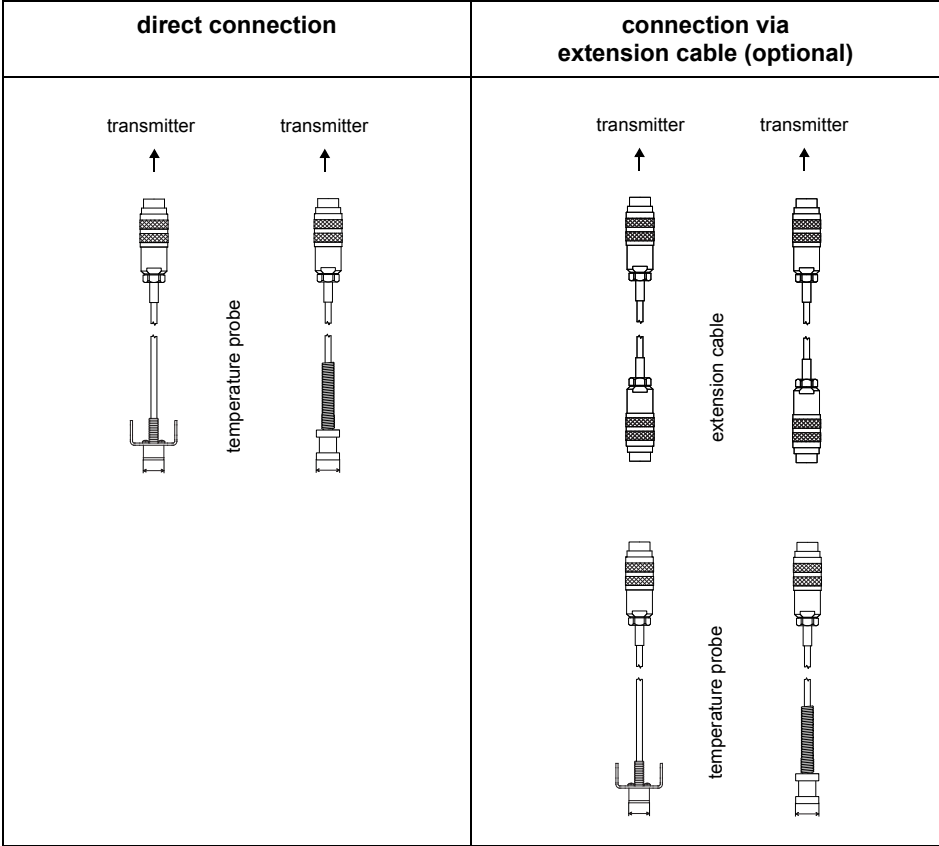 direct connection
connection via
extension cable (optional)
transmitter
transmitter
temperature probe
transmitter
transmitter
extension cable
temperature probe